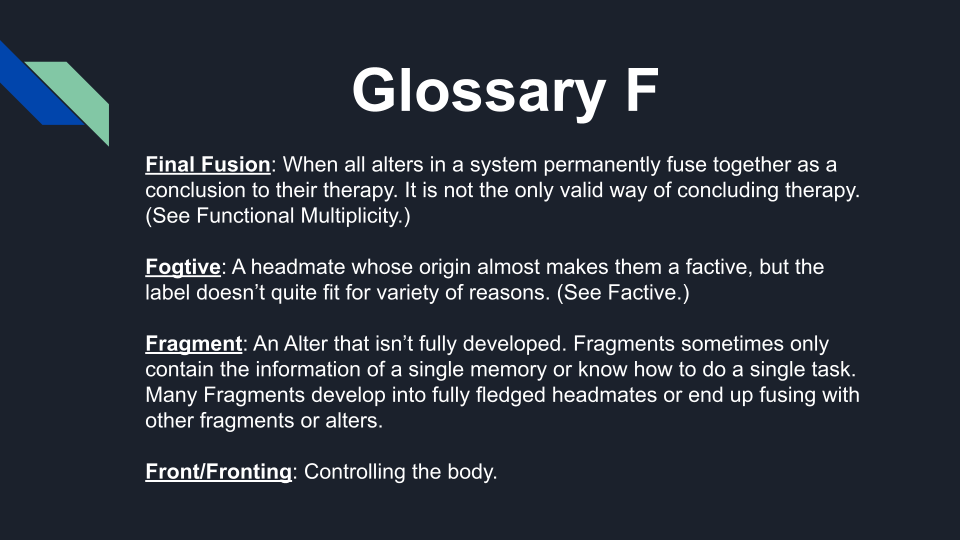 Glossary F
Final Fusion: When all alters in a system permanently fuse together as a
conclusion to their therapy. It is not the only valid way of concluding therapy.
(See Functional Multiplicity.)
Fogtive: A headmate whose origin almost makes them a factive, but the
label doesn’t quite fit for variety of reasons. (See Factive.)
Fragment: An Alter that isn’t fully developed. Fragments sometimes only
contain the information of a single memory or know how to do a single task.
Many Fragments develop into fully fledged headmates or end up fusing with
other fragments or alters.
Front/Fronting: Controlling the body.